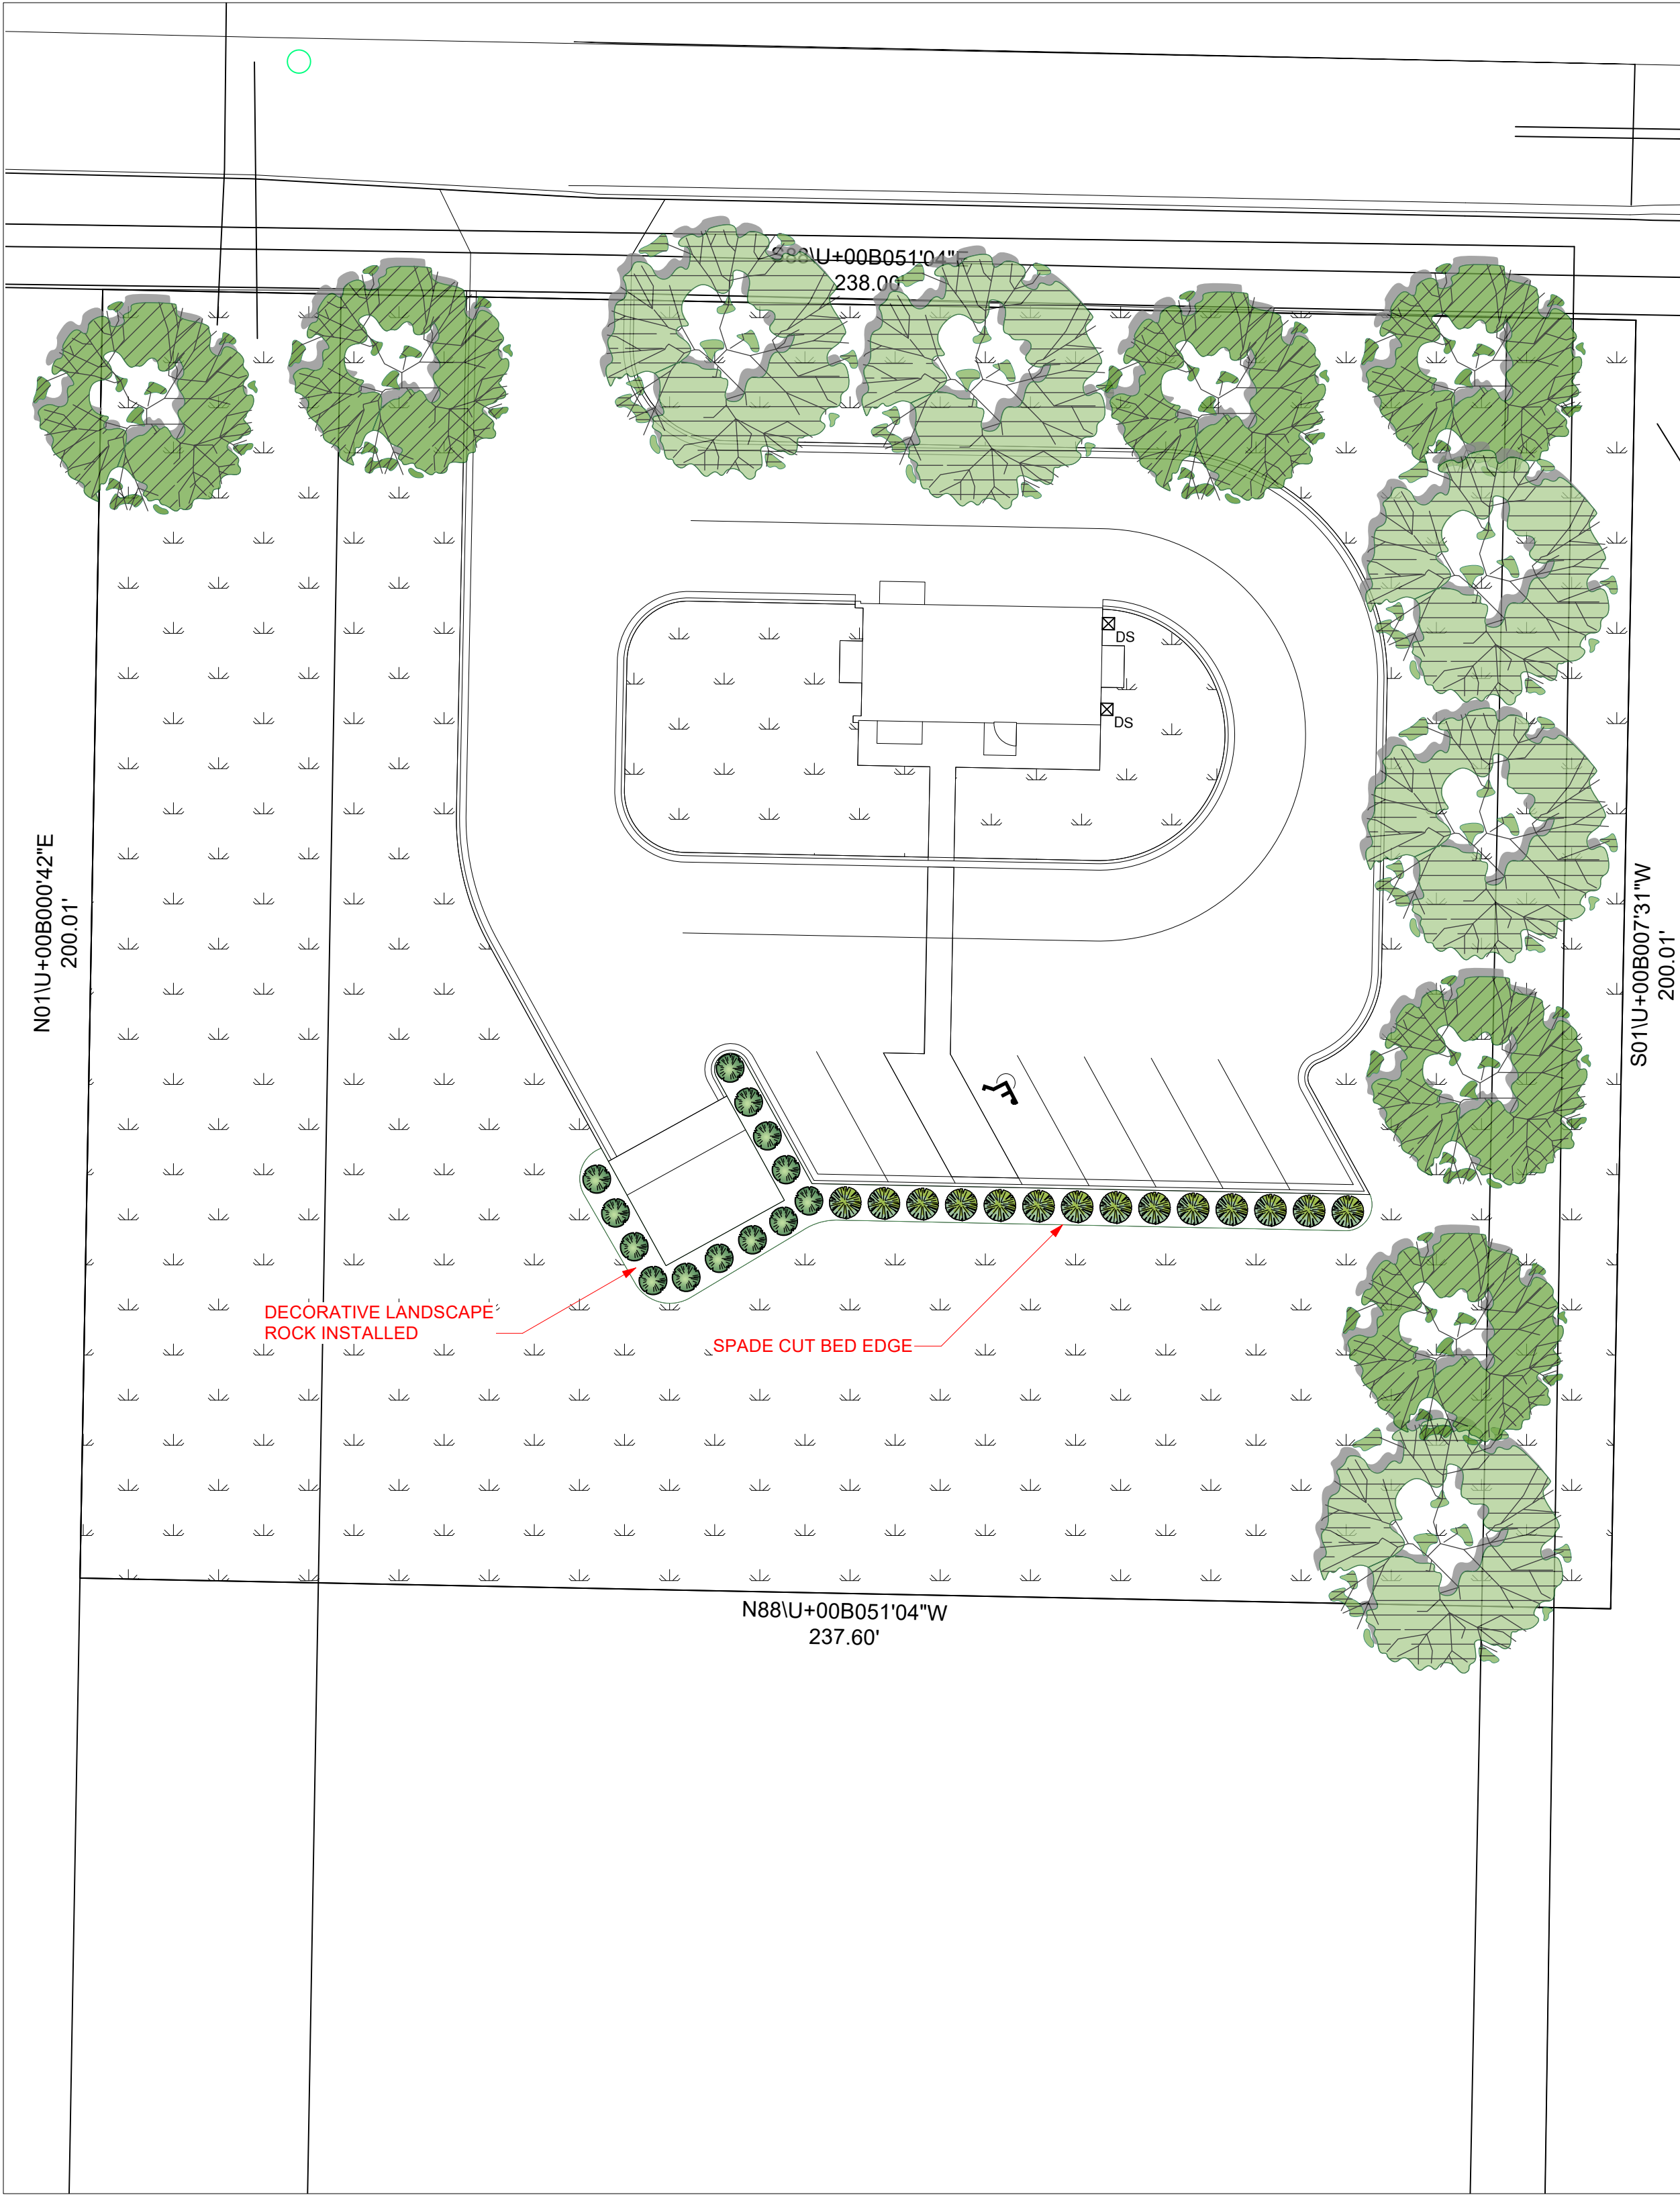 S88\U+00B051'04"E
238.00'
DS
DS
N01\U+00B000'42"E
200.01'
S01\U+00B007'31"W
200.01'
DECORATIVE LANDSCAPE
ROCK INSTALLED
SPADE CUT BED EDGE
N88\U+00B051'04"W
237.60'